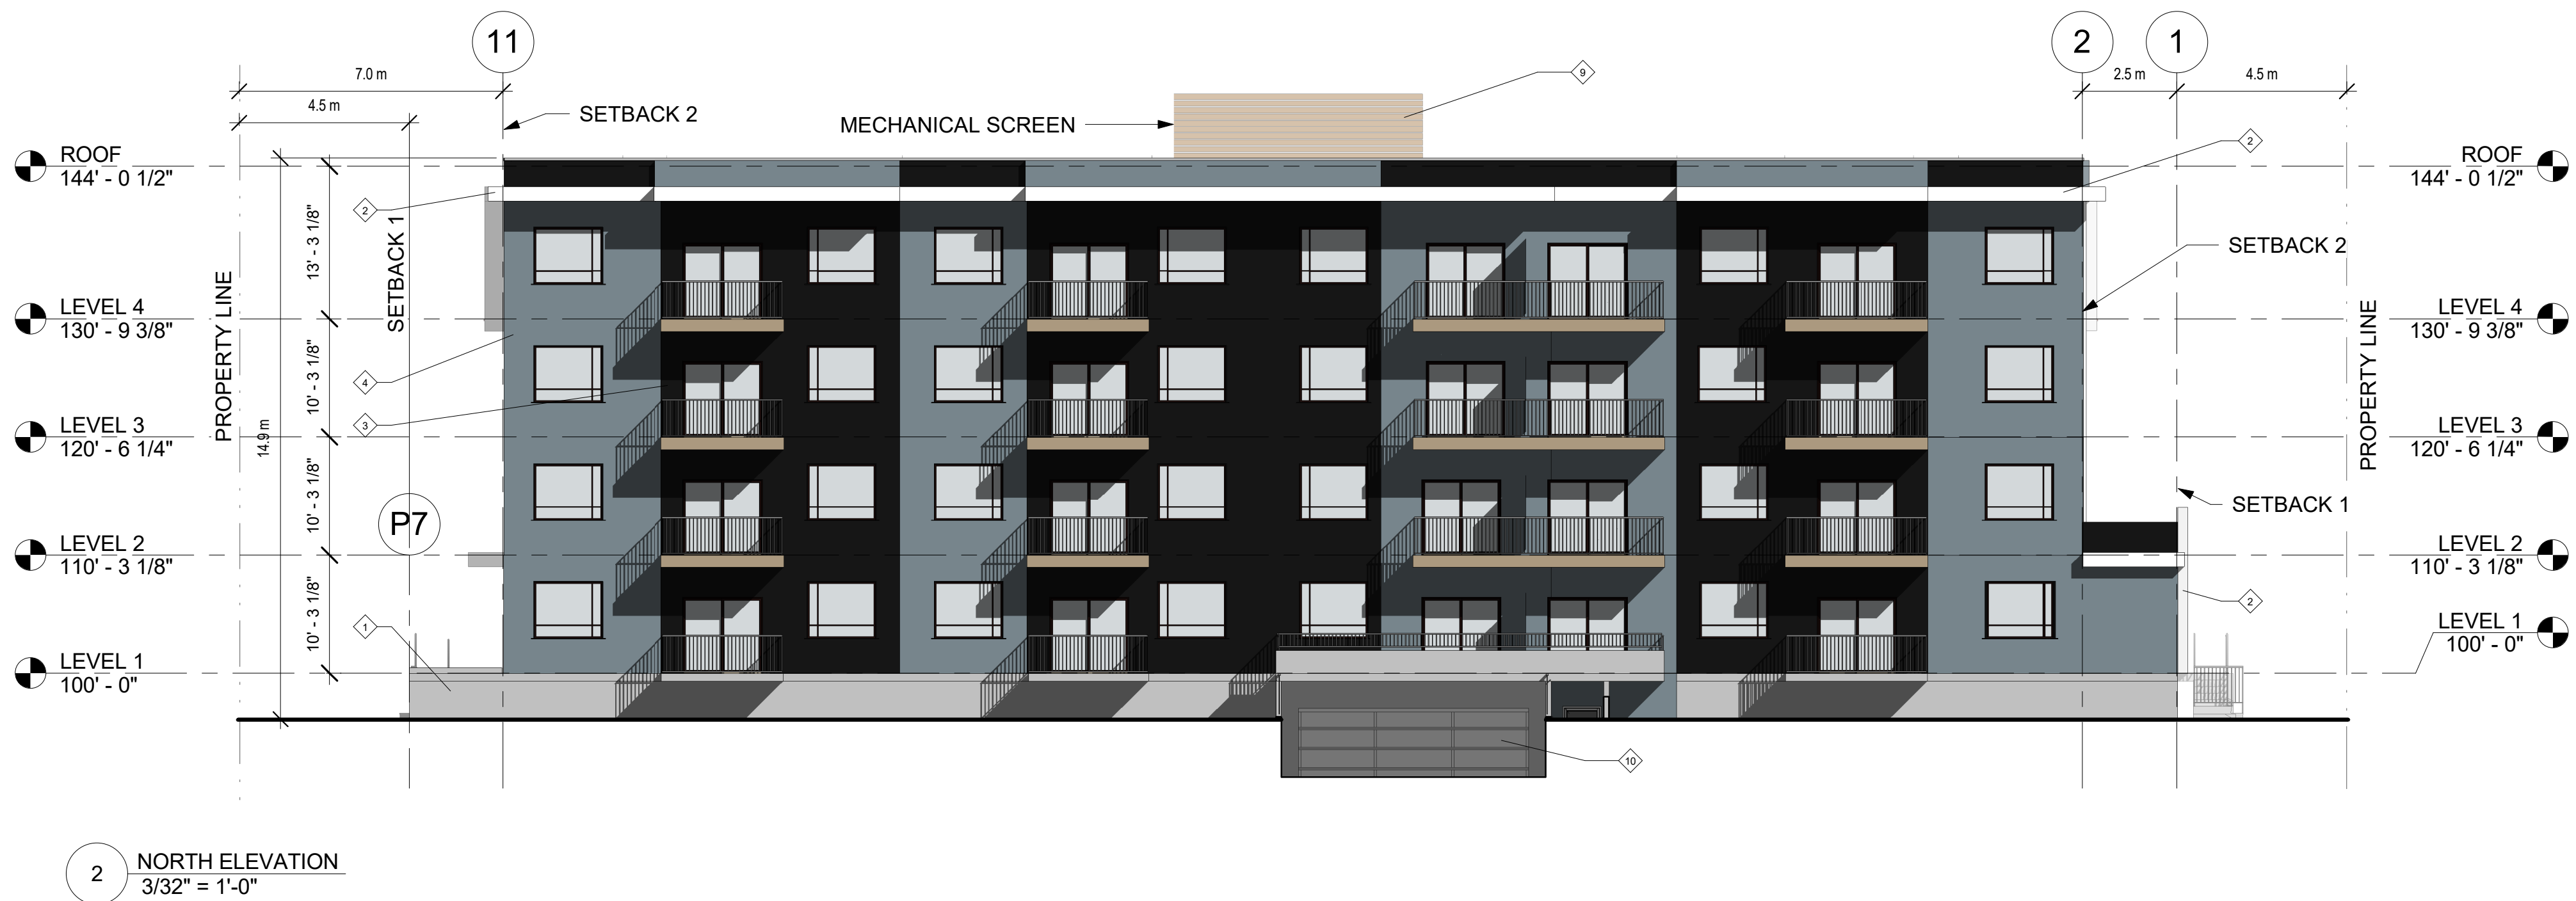 11
2
1
7.0 m
4.5 m
2.5 m
4.5 m
SETBACK 2
MECHANICAL SCREEN
9
2
ROOF
144' - 0 1/2"
ROOF
144' - 0 1/2"
2
SETBACK 1
13' - 3 1/8"
PROPERTY LINE
SETBACK 2
LEVEL 4
130' - 9 3/8"
LEVEL 4
130' - 9 3/8"
PROPERTY LINE
4
10' - 3 1/8"
3
14.9 m
LEVEL 3
120' - 6 1/4"
LEVEL 3
120' - 6 1/4"
10' - 3 1/8"
P7
SETBACK 1
LEVEL 2
110' - 3 1/8"
LEVEL 2
110' - 3 1/8"
10' - 3 1/8"
2
1
LEVEL 1
100' - 0"
LEVEL 1
100' - 0"
10
2
NORTH ELEVATION
3/32" = 1'-0"